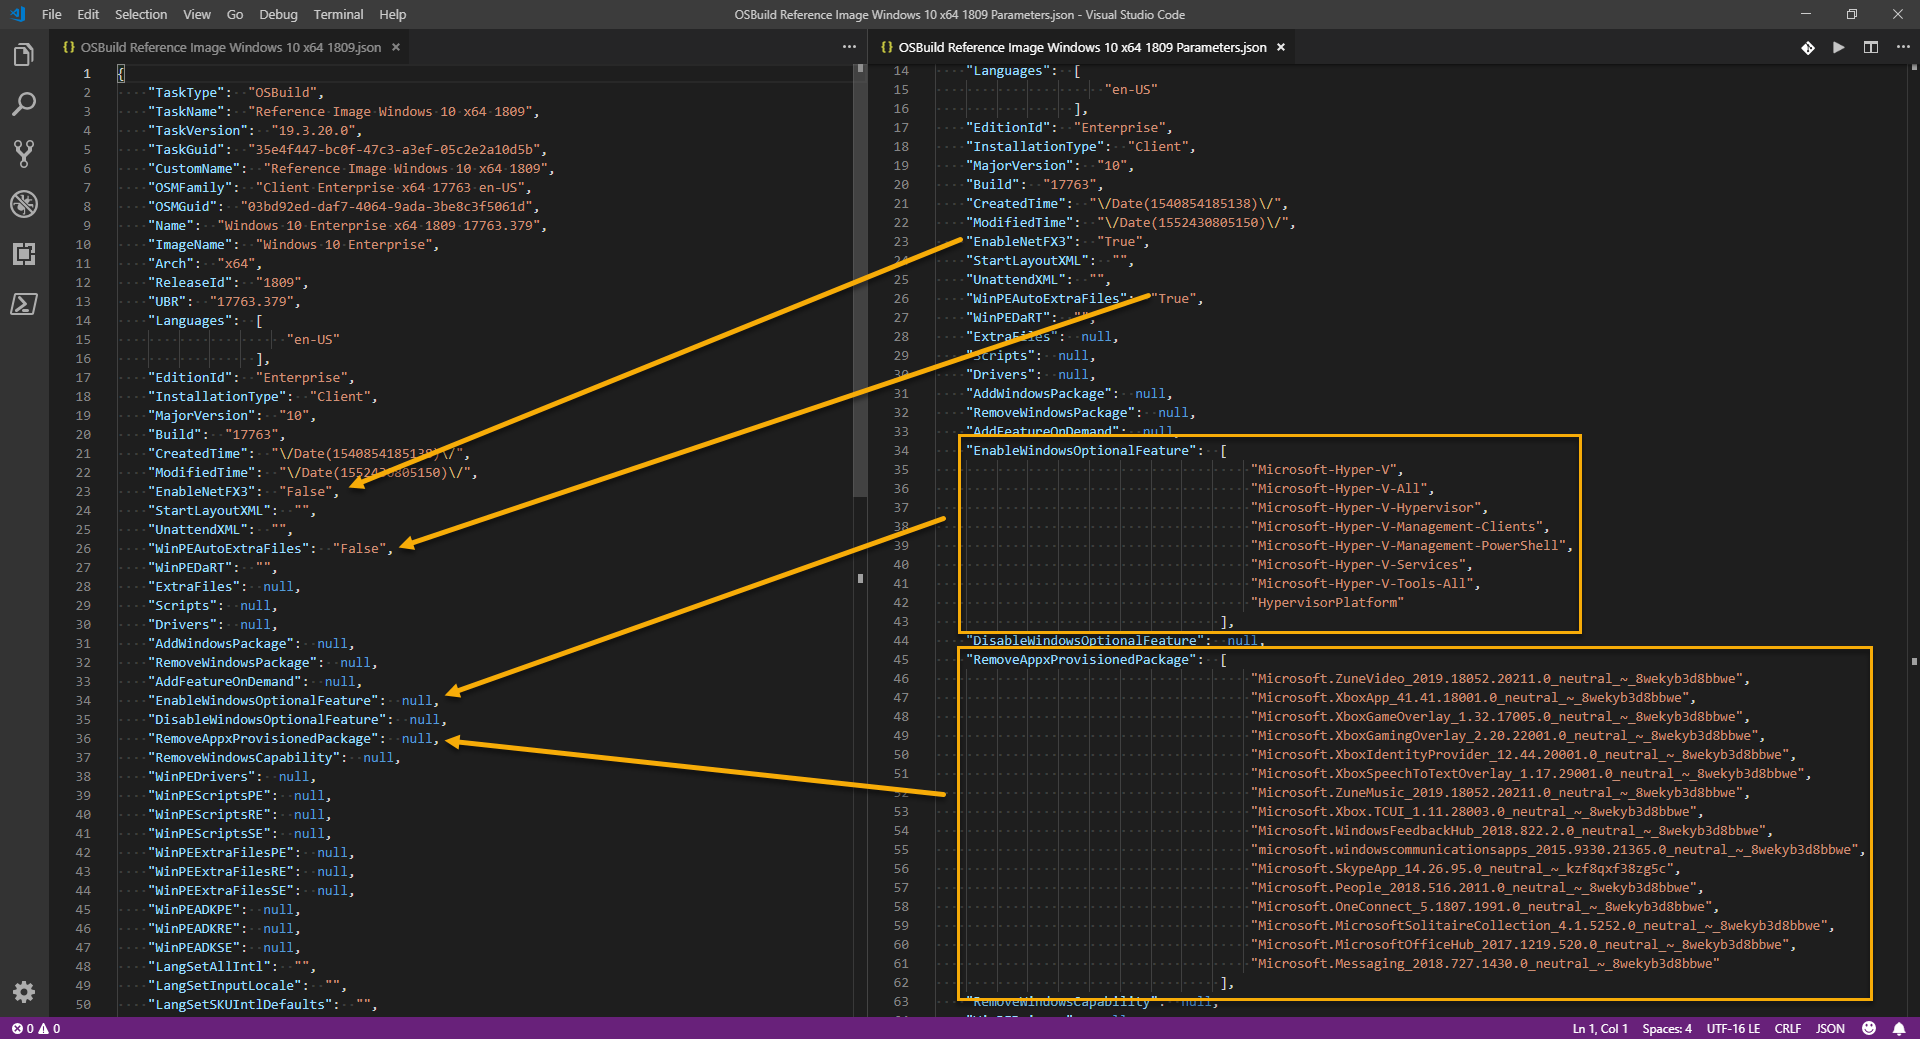 File Edit Selection View Go Debug Terminal Help
OSBuild Reference Image Windows 10 x64 1809 Parameters.json - Visual Studio Code
{} OSBuild Reference Image Windows 10 x64 1809.json ×
1 {
2 "TaskType": "OSBuild",
3 "TaskName": "Reference Image Windows 10 x64 1809",
4 "TaskVersion": "19.3.20.0",
5 "TaskGuid": "35e4f447-bc0f-47c3-a3ef-05c2e2a10d5b",
6 "CustomName": "Reference Image Windows 10 x64 1809",
7 "OSMFamily": "Client Enterprise x64 17763 en-US",
8 "OSMGuid": "03bd92ed-daf7-4064-9ada-3be8c3f5061d",
9 "Name": "Windows 10 Enterprise x64 1809 17763.379",
10 "ImageName": "Windows 10 Enterprise",
11 "Arch": "x64",
12 "ReleaseId": "1809",
13 "UBR": "17763.379",
14 "Languages": [
15 "en-US"
16 ],
17 "EditionId": "Enterprise",
18 "InstallationType": "Client",
19 "MajorVersion": "10",
20 "Build": "17763",
21 "CreatedTime": "\/Date(1540854185138)\/",
22 "ModifiedTime": "\/Date(1552430805150)\/",
23 "EnableNetFX3": "False",
24 "StartLayoutXML": "",
25 "UnattendXML": "",
26 "WinPEAutoExtraFiles": "False",
27 "WinPEDaRT": "",
28 "ExtraFiles": null,
29 "Scripts": null,
30 "Drivers": null,
31 "AddWindowsPackage": null,
32 "RemoveWindowsPackage": null,
33 "AddFeatureOnDemand": null,
34 "EnableWindowsOptionalFeature": null,
35 "DisableWindowsOptionalFeature": null,
36 "RemoveAppxProvisionedPackage": null,
37 "RemoveWindowsCapability": null,
38 "WinPEDrivers": null,
39 "WinPEScriptsPE": null,
40 "WinPEScriptsRE": null,
41 "WinPEScriptsSE": null,
42 "WinPEExtraFilesPE": null,
43 "WinPEExtraFilesRE": null,
44 "WinPEExtraFilesSE": null,
45 "WinPEADKPE": null,
46 "WinPEADKRE": null,
47 "WinPEADKSE": null,
48 "LangSetAllIntl": "",
49 "LangSetInputLocale": "",
50 "LangSetSKUIntlDefaults": "",
{} OSBuild Reference Image Windows 10 x64 1809 Parameters.json ×
14 "Languages": [
15 "en-US"
16 ],
17 "EditionId": "Enterprise",
18 "InstallationType": "Client",
19 "MajorVersion": "10",
20 "Build": "17763",
21 "CreatedTime": "\/Date(1540854185138)\/",
22 "ModifiedTime": "\/Date(1552430805150)\/",
23 "EnableNetFX3": "True",
24 "StartLayoutXML": "",
25 "UnattendXML": "",
26 "WinPEAutoExtraFiles": "True",
27 "WinPEDaRT": "",
28 "ExtraFiles": null,
29 "Scripts": null,
30 "Drivers": null,
31 "AddWindowsPackage": null,
32 "RemoveWindowsPackage": null,
33 "AddFeatureOnDemand": null,
34 "EnableWindowsOptionalFeature": [
35 "Microsoft-Hyper-V",
36 "Microsoft-Hyper-V-All",
37 "Microsoft-Hyper-V-Hypervisor",
38 "Microsoft-Hyper-V-Management-Clients",
39 "Microsoft-Hyper-V-Management-PowerShell",
40 "Microsoft-Hyper-V-Services",
41 "Microsoft-Hyper-V-Tools-All",
42 "HypervisorPlatform"
43 ],
44 "DisableWindowsOptionalFeature": null,
45 "RemoveAppxProvisionedPackage": [
46 "Microsoft.ZuneVideo_2019.18052.20211.0_neutral_~_8wekyb3d8bbwe",
47 "Microsoft.XboxApp_41.41.18001.0_neutral_~_8wekyb3d8bbwe",
48 "Microsoft.XboxGameOverlay_1.32.17005.0_neutral_~_8wekyb3d8bbwe",
49 "Microsoft.XboxGamingOverlay_2.20.22001.0_neutral_~_8wekyb3d8bbwe",
50 "Microsoft.XboxIdentityProvider_12.44.20001.0_neutral_~_8wekyb3d8bbwe",
51 "Microsoft.XboxSpeechToTextOverlay_1.17.29001.0_neutral_~_8wekyb3d8bbwe",
52 "Microsoft.ZuneMusic_2019.18052.20211.0_neutral_~_8wekyb3d8bbwe",
53 "Microsoft.Xbox.TCUI_1.11.28003.0_neutral_~_8wekyb3d8bbwe",
54 "Microsoft.WindowsFeedbackHub_2018.822.2.0_neutral_~_8wekyb3d8bbwe",
55 "microsoft.windowscommunicationsapps_2015.9330.21365.0_neutral_~_8wekyb3d8bbwe",
56 "Microsoft.SkypeApp_14.26.95.0_neutral_~_kzf8qxf38zg5c",
57 "Microsoft.People_2018.516.2011.0_neutral_~_8wekyb3d8bbwe",
58 "Microsoft.OneConnect_5.1807.1991.0_neutral_~_8wekyb3d8bbwe",
59 "Microsoft.MicrosoftSolitaireCollection_4.1.5252.0_neutral_~_8wekyb3d8bbwe",
60 "Microsoft.MicrosoftOfficeHub_2017.1219.520.0_neutral_~_8wekyb3d8bbwe",
61 "Microsoft.Messaging_2018.727.1430.0_neutral_~_8wekyb3d8bbwe"
62 ],
63 "RemoveWindowsCapability": null,
0 0
Ln 1, Col 1 Spaces: 4 UTF-16 LE CRLF JSON